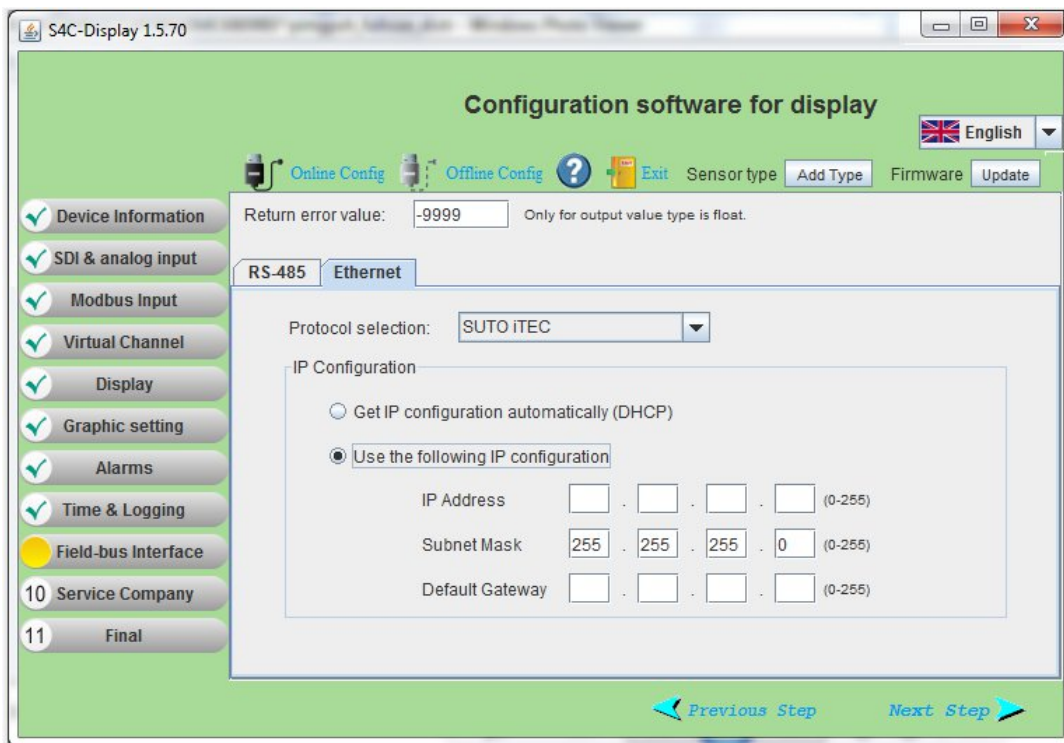 S4C-Display 1.5.70
Configuration software for display
English
Online Config Offline Config ? Exit Sensor type Add Type Firmware Update
Device Information
SDI & analog input
Modbus Input
Virtual Channel
Display
Graphic setting
Alarms
Time & Logging
Field-bus Interface
10 Service Company
11 Final
Return error value: -9999 Only for output value type is float.
RS-485 Ethernet
Protocol selection: SUTO iTEC
IP Configuration
Get IP configuration automatically (DHCP)
Use the following IP configuration
IP Address . . . (0-255)
Subnet Mask 255 . 255 . 255 . 0 (0-255)
Default Gateway . . . (0-255)
Previous Step Next Step